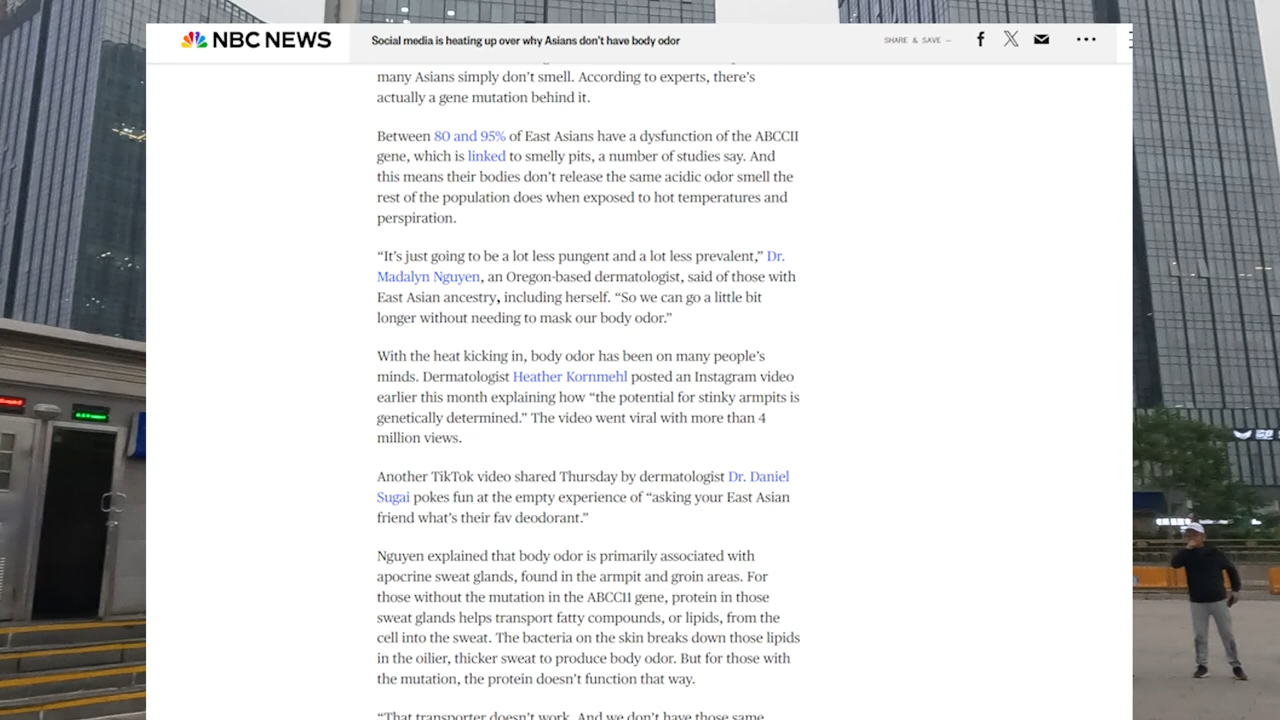 NBC NEWS
Social media is heating up over why Asians don't have body odor
SHARE & SAVE —
many Asians simply don't smell. According to experts, there's
actually a gene mutation behind it.
Between 80 and 95% of East Asians have a dysfunction of the ABCC11
gene, which is linked to smelly pits, a number of studies say. And
this means their bodies don't release the same acidic odor smell the
rest of the population does when exposed to hot temperatures and
perspiration.
“It's just going to be a lot less pungent and a lot less prevalent,” Dr.
Madalyn Nguyen, an Oregon-based dermatologist, said of those with
East Asian ancestry, including herself. “So we can go a little bit
longer without needing to mask our body odor.”
With the heat kicking in, body odor has been on many people's
minds. Dermatologist Heather Kornmehl posted an Instagram video
earlier this month explaining how “the potential for stinky armpits is
genetically determined.” The video went viral with more than 4
million views.
Another TikTok video shared Thursday by dermatologist Dr. Daniel
Sugai pokes fun at the empty experience of “asking your East Asian
friend what's their fav deodorant.”
Nguyen explained that body odor is primarily associated with
apocrine sweat glands, found in the armpit and groin areas. For
those without the mutation in the ABCC11 gene, protein in those
sweat glands helps transport fatty compounds, or lipids, from the
cell into the sweat. The bacteria on the skin breaks down those lipids
in the oilier, thicker sweat to produce body odor. But for those with
the mutation, the protein doesn't function that way.
“That transporter doesn't work. And we don't have those same